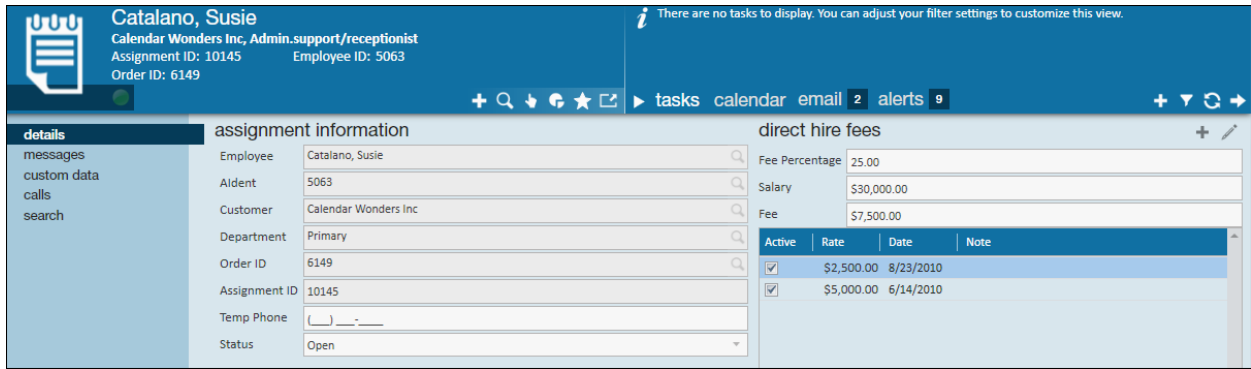 Catalano, Susie
Calendar Wonders Inc, Admin.support/receptionist
Assignment ID: 10145 Employee ID: 5063
Order ID: 6149
There are no tasks to display. You can adjust your filter settings to customize this view.
tasks calendar email 2 alerts 9
details
messages
custom data
calls
search
assignment information
Employee Catalano, Susie
AIdent 5063
Customer Calendar Wonders Inc
Department Primary
Order ID 6149
Assignment ID 10145
Temp Phone (___) ___-____
Status Open
direct hire fees
Fee Percentage 25.00
Salary $30,000.00
Fee $7,500.00
Active Rate Date Note
$2,500.00 8/23/2010
$5,000.00 6/14/2010